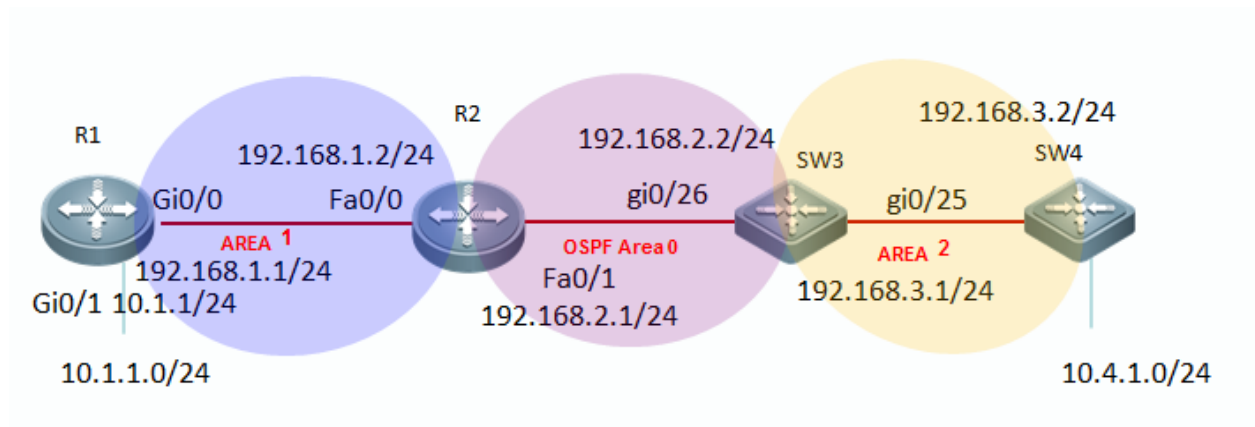 192.168.3.2/24
R2
R1
192.168.2.2/24
192.168.1.2/24
SW3
SW4
Gi0/0
Fa0/0
gi0/26
gi0/25
AREA 1
OSPF Area 0
AREA 2
192.168.1.1/24
Fa0/1
192.168.3.1/24
Gi0/1 10.1.1/24
192.168.2.1/24
10.1.1.0/24
10.4.1.0/24